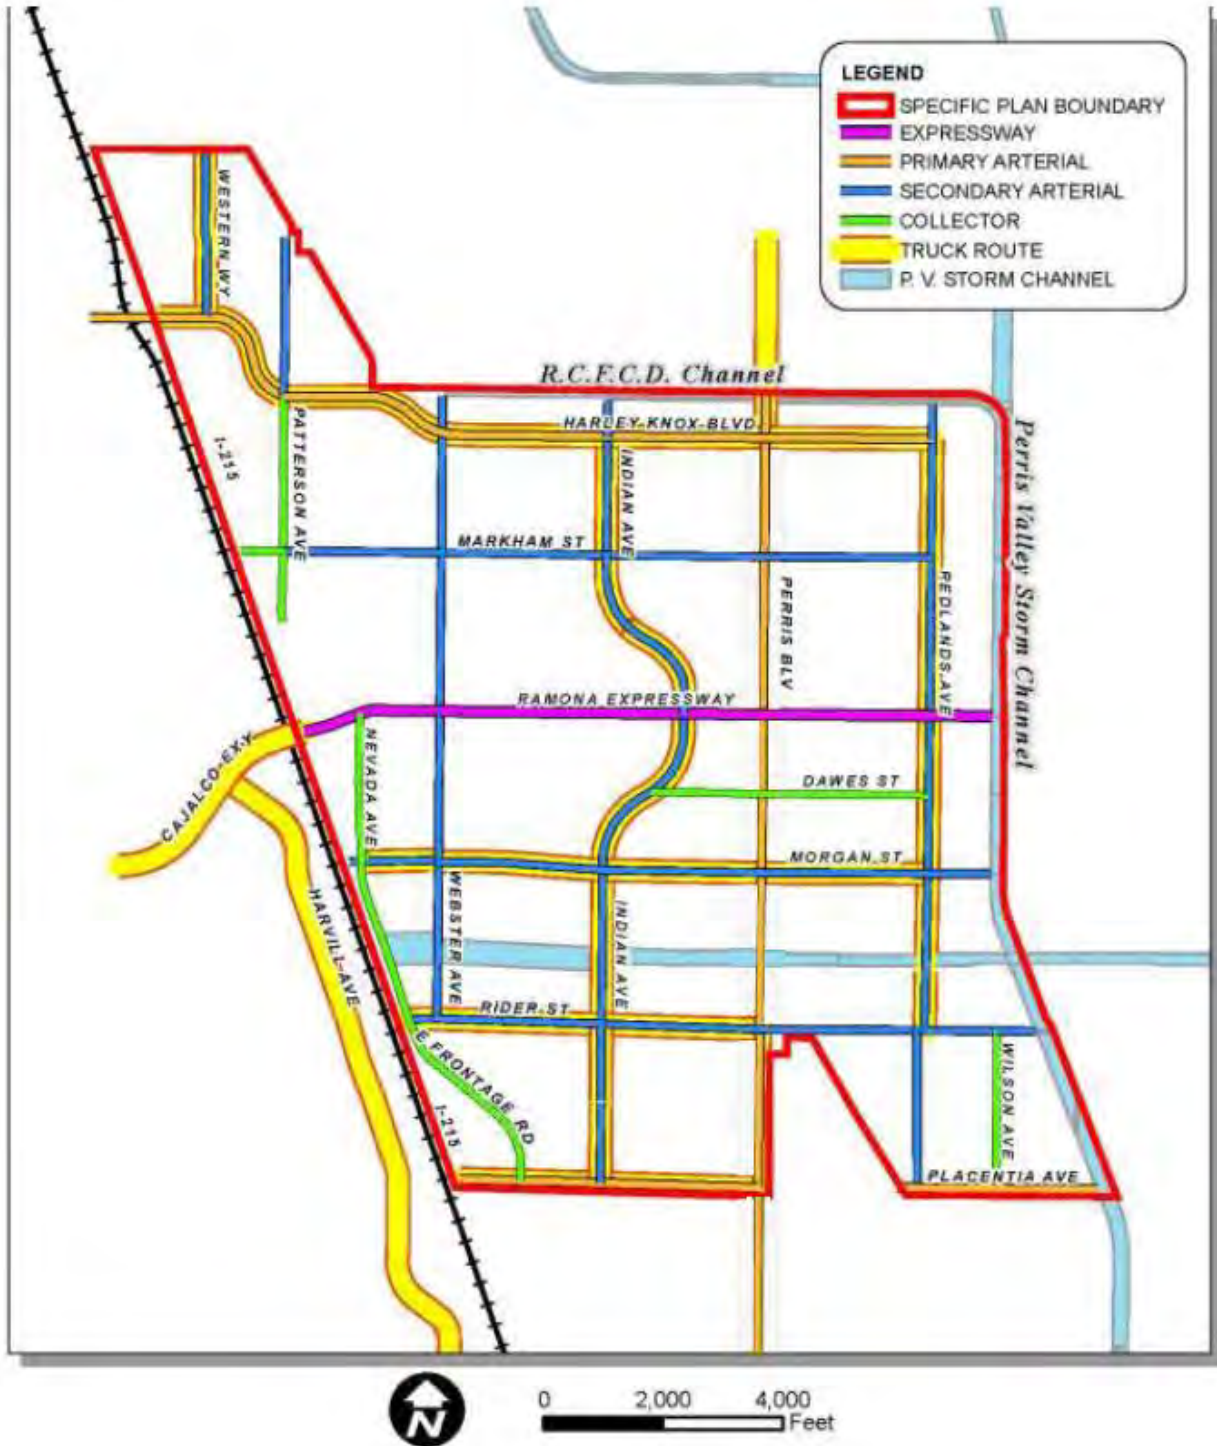 LEGEND
SPECIFIC PLAN BOUNDARY
EXPRESSWAY
PRIMARY ARTERIAL
SECONDARY ARTERIAL
COLLECTOR
TRUCK ROUTE
P. V. STORM CHANNEL
WESTERN WY
R.C.F.C.D. Channel
HARLEY KNOX BLVD
PATTERSON AVE
I-215
INDIAN AVE
Perris Valley Storm Channel
MARKHAM ST
PERRIS BLV
REDLANDS AVE
RAMONA EXPRESSWAY
CAJALCO EXY
NEVADA AVE
DAWES ST
MORGAN ST
HARVILL AVE
WEBSTER AVE
INDIAN AVE
RIDER ST
E FRONTAGE RD
WILSON AVE
I-215
PLACENTIA AVE
N
0 2,000 4,000
Feet